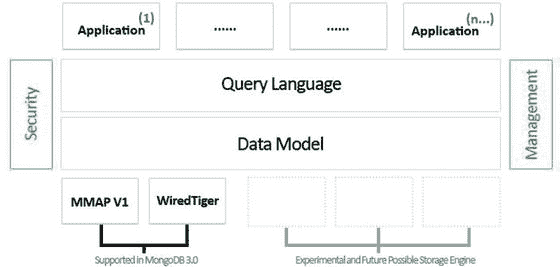 (1)
Application
......
......
(n...)
Application
Security
Query Language
Management
Data Model
MMAP V1
WiredTiger
Supported in MongoDB 3.0
Experimental and Future Possible Storage Engine